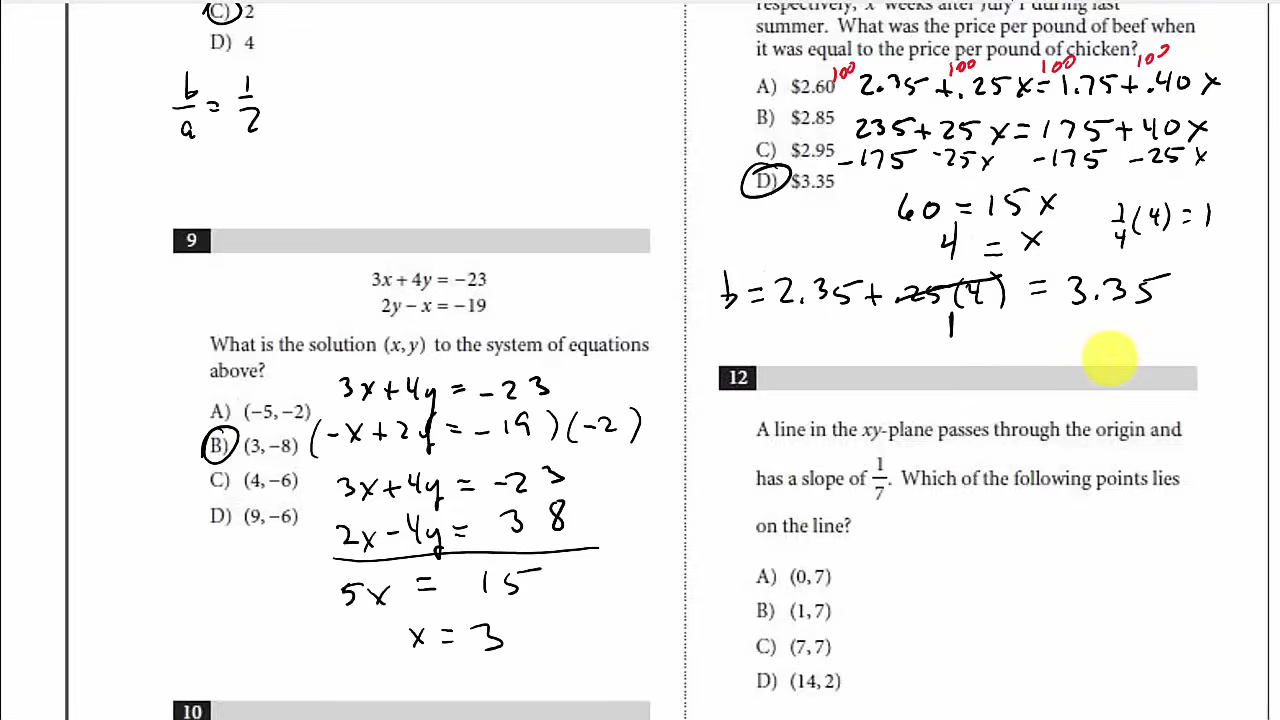 C) 2
D) 4
b/a = 1/2
9
3x + 4y = −23
2y − x = −19
What is the solution (x, y) to the system of equations
above?
A) (−5, −2)
B) (3, −8)
C) (4, −6)
D) (9, −6)
3x + 4y = -23
(-x + 2y = -19)(-2)
3x + 4y = -23
2x - 4y = 38
5x = 15
x = 3
10
respectively, x weeks after July 1 during last
summer. What was the price per pound of beef when
it was equal to the price per pound of chicken?
A) $2.60
B) $2.85
C) $2.95
D) $3.35
100 100 100 100
2.35 + .25x = 1.75 + .40x
235 + 25x = 175 + 40x
-175 -25x -175 -25x
60 = 15x
4 = x
1/4 (4) = 1
b = 2.35 + .25(4) = 3.35
1
12
A line in the xy-plane passes through the origin and
has a slope of 1/7. Which of the following points lies
on the line?
A) (0, 7)
B) (1, 7)
C) (7, 7)
D) (14, 2)